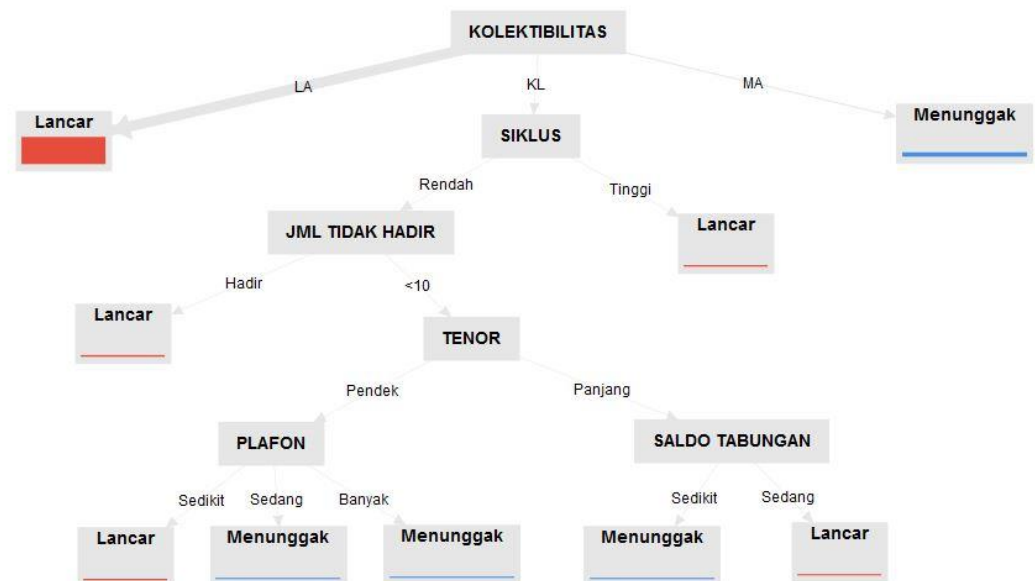 KOLEKTIBILITAS
LA
KL
MA
Lancar
Menunggak
SIKLUS
Rendah
Tinggi
JML TIDAK HADIR
Lancar
Hadir
<10
Lancar
TENOR
Pendek
Panjang
PLAFON
SALDO TABUNGAN
Sedikit
Sedang
Banyak
Sedikit
Sedang
Lancar
Menunggak
Menunggak
Menunggak
Lancar